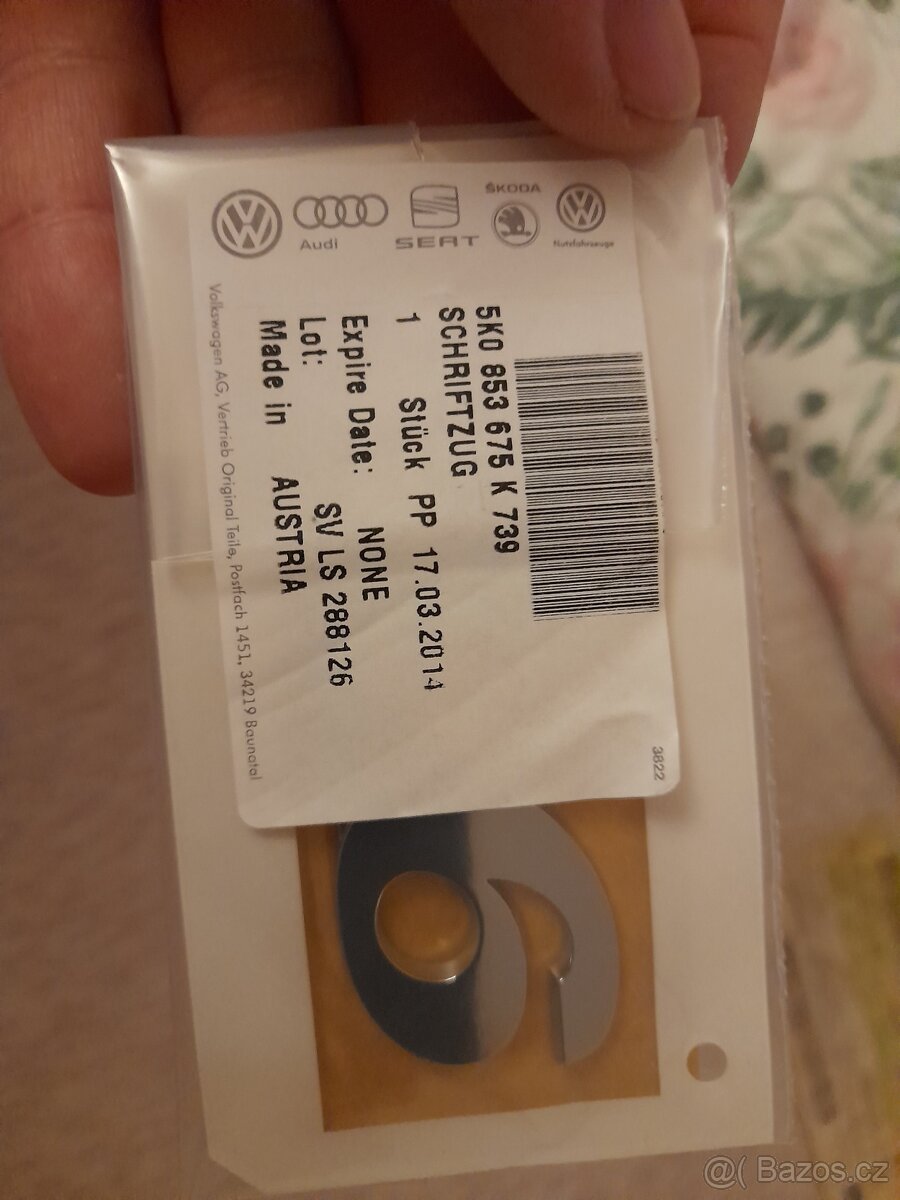 Audi
SEAT
ŠKODA
Nutzfahrzeuge
5K0 853 675 K 739
SCHRIFTZUG
1 Stück PP 17.03.2014
Expire Date: NONE
Lot: SV LS 288126
Made in AUSTRIA
Volkswagen AG, Vertrieb Original Teile, Postfach 1451, 34219 Baunatal
3822
6
@( Bazos.cz